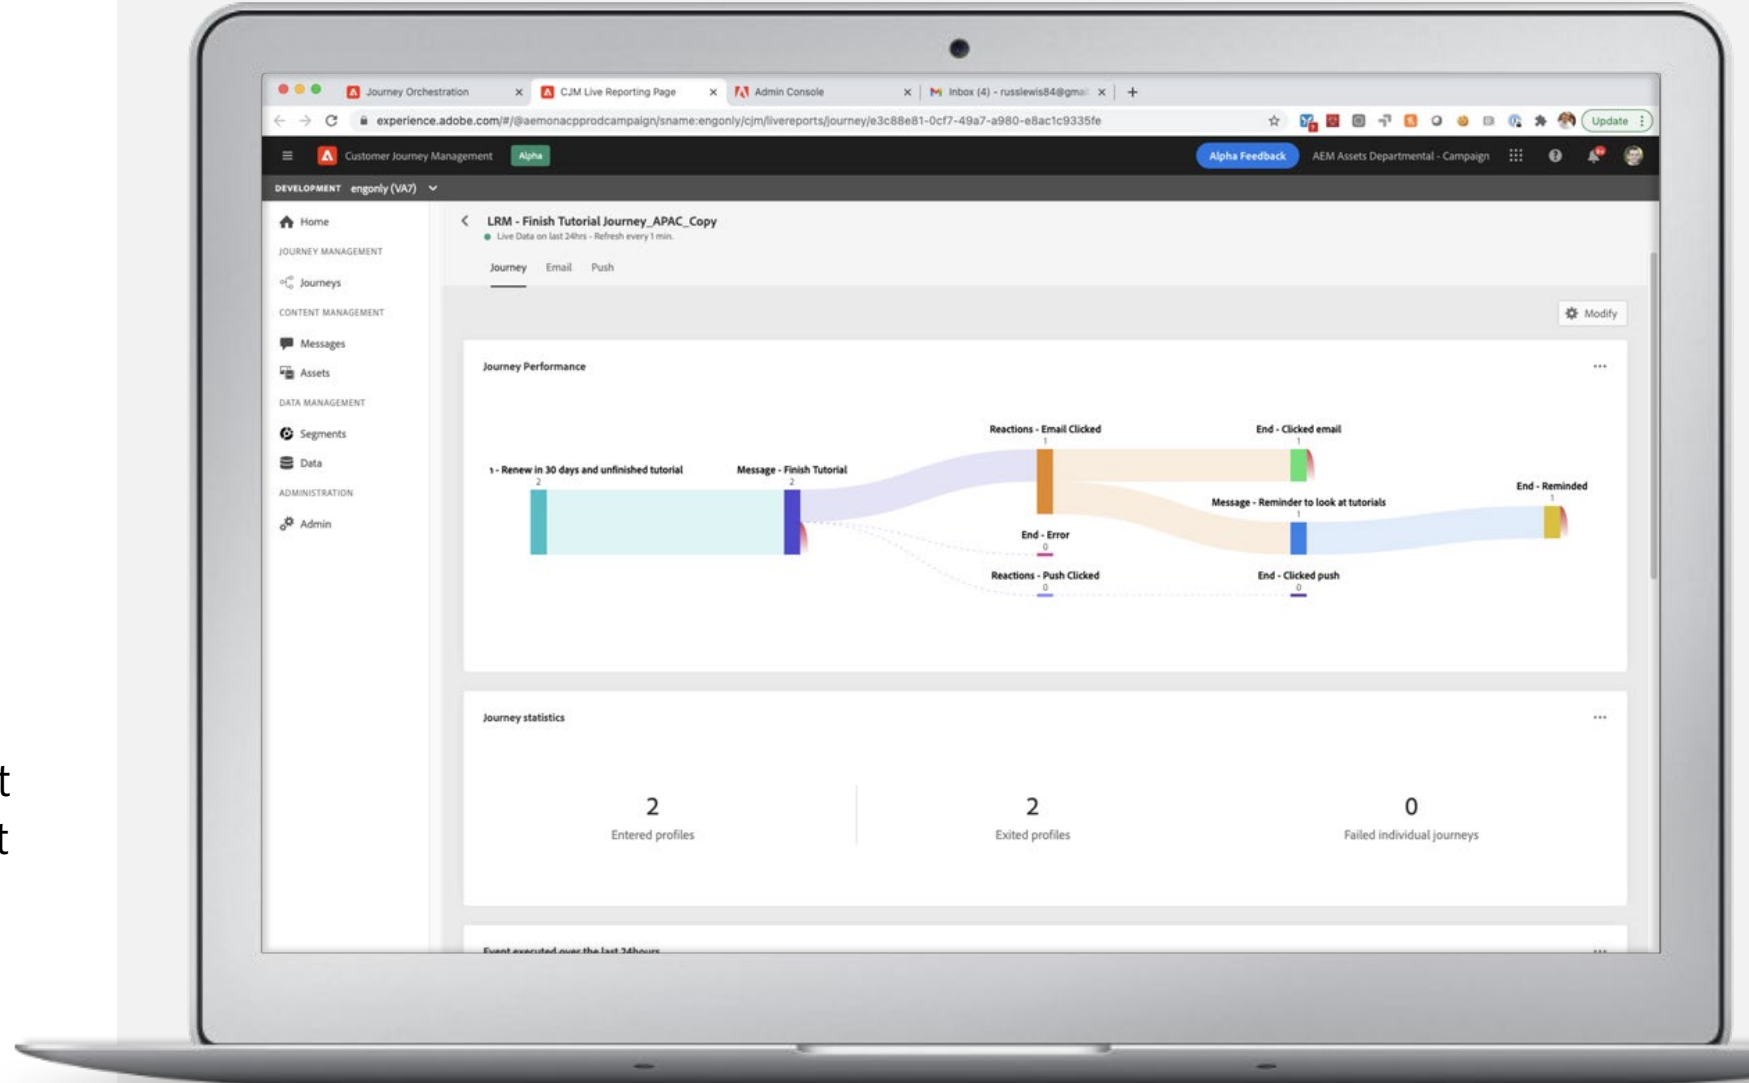 Journey Orchestration
CJM Live Reporting Page
Admin Console
Inbox (4) - russlewis84@gmai
experience.adobe.com/#/@aemonacpprodcampaign/sname:engonly/cjm/livereports/journey/e3c88e81-0cf7-49a7-a980-e8ac1c9335fe
Update
Customer Journey Management
Alpha
Alpha Feedback
AEM Assets Departmental - Campaign
DEVELOPMENT engonly (VA7)
Home
JOURNEY MANAGEMENT
Journeys
CONTENT MANAGEMENT
Messages
Assets
DATA MANAGEMENT
Segments
Data
ADMINISTRATION
Admin
LRM - Finish Tutorial Journey_APAC_Copy
Live Data on last 24hrs - Refresh every 1 min.
Journey Email Push
Modify
Journey Performance
- Renew in 30 days and unfinished tutorial
2
Message - Finish Tutorial
2
Reactions - Email Clicked
1
End - Error
0
Reactions - Push Clicked
0
End - Clicked email
1
Message - Reminder to look at tutorials
1
End - Clicked push
0
End - Reminded
1
Journey statistics
2
Entered profiles
2
Exited profiles
0
Failed individual journeys
Event executed over the last 24hours
t
t